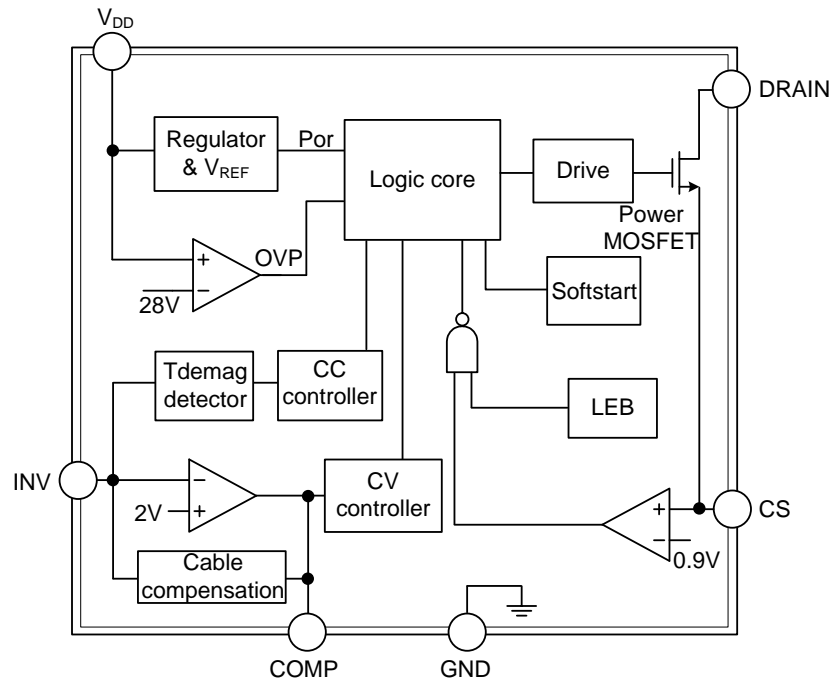 VDD
DRAIN
Regulator
& VREF
Por
Logic core
Drive
Power
MOSFET
+
−
28V
OVP
Softstart
Tdemag
detector
CC
controller
LEB
INV
−
+
2V
CV
controller
+
−
0.9V
CS
Cable
compensation
COMP
GND